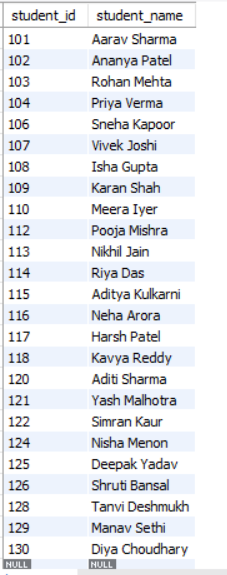 student_id student_name
101 Aarav Sharma
102 Ananya Patel
103 Rohan Mehta
104 Priya Verma
106 Sneha Kapoor
107 Vivek Joshi
108 Isha Gupta
109 Karan Shah
110 Meera Iyer
112 Pooja Mishra
113 Nikhil Jain
114 Riya Das
115 Aditya Kulkarni
116 Neha Arora
117 Harsh Patel
118 Kavya Reddy
120 Aditi Sharma
121 Yash Malhotra
122 Simran Kaur
124 Nisha Menon
125 Deepak Yadav
126 Shruti Bansal
128 Tanvi Deshmukh
129 Manav Sethi
130 Diya Choudhary
NULL NULL